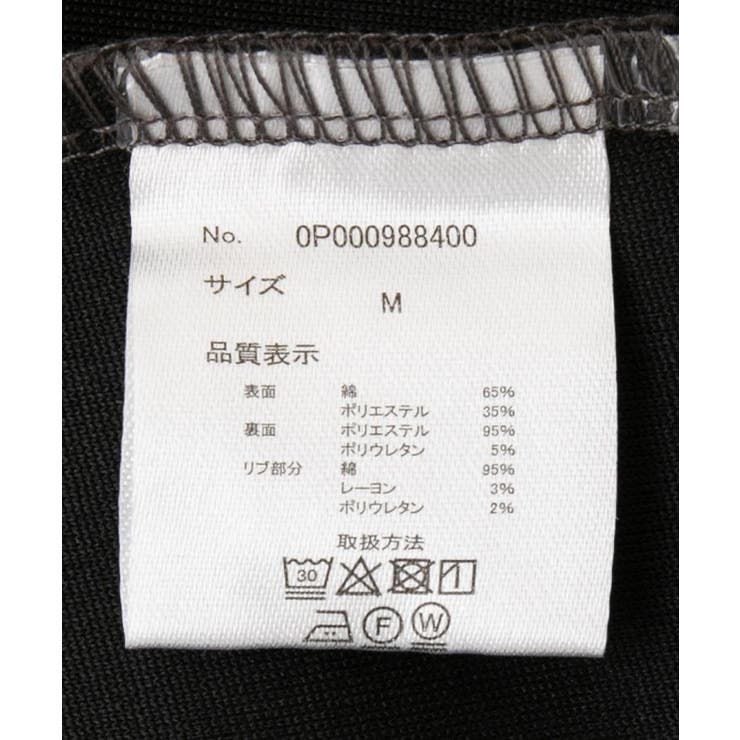 No. 0P000988400
サイズ
M
品質表示
表面 綿 65%
ポリエステル 35%
裏面 ポリエステル 95%
ポリウレタン 5%
リブ部分 綿 95%
レーヨン 3%
ポリウレタン 2%
取扱方法
30
F W